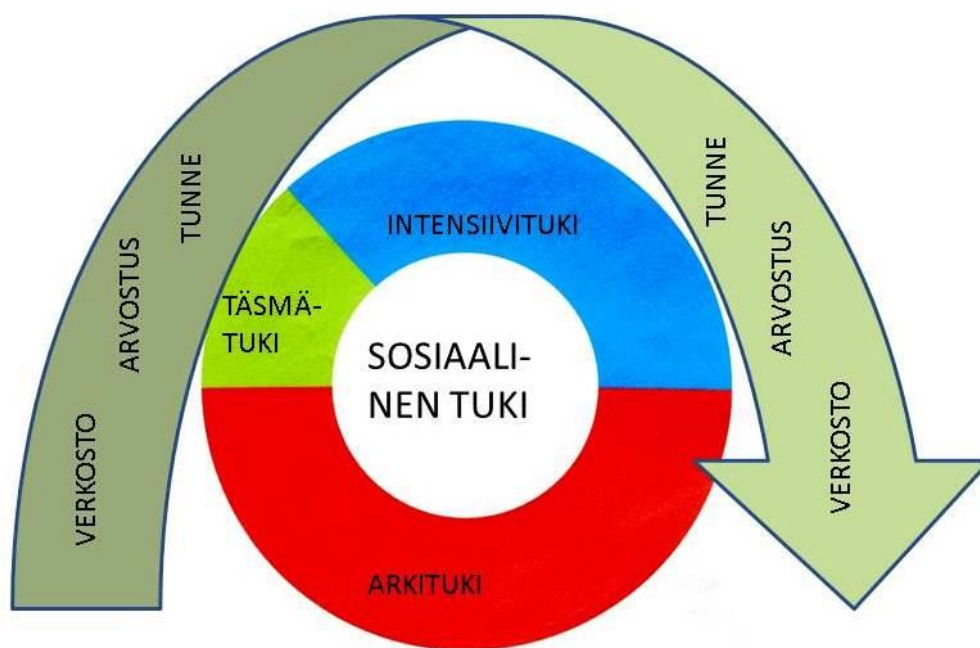 TUNNE
ARVOSTUS
VERKOSTO
INTENSIIVITUKI
TÄSMÄ-
TUKI
SOSIAALI-
NEN TUKI
ARKITUKI
TUNNE
ARVOSTUS
VERKOSTO